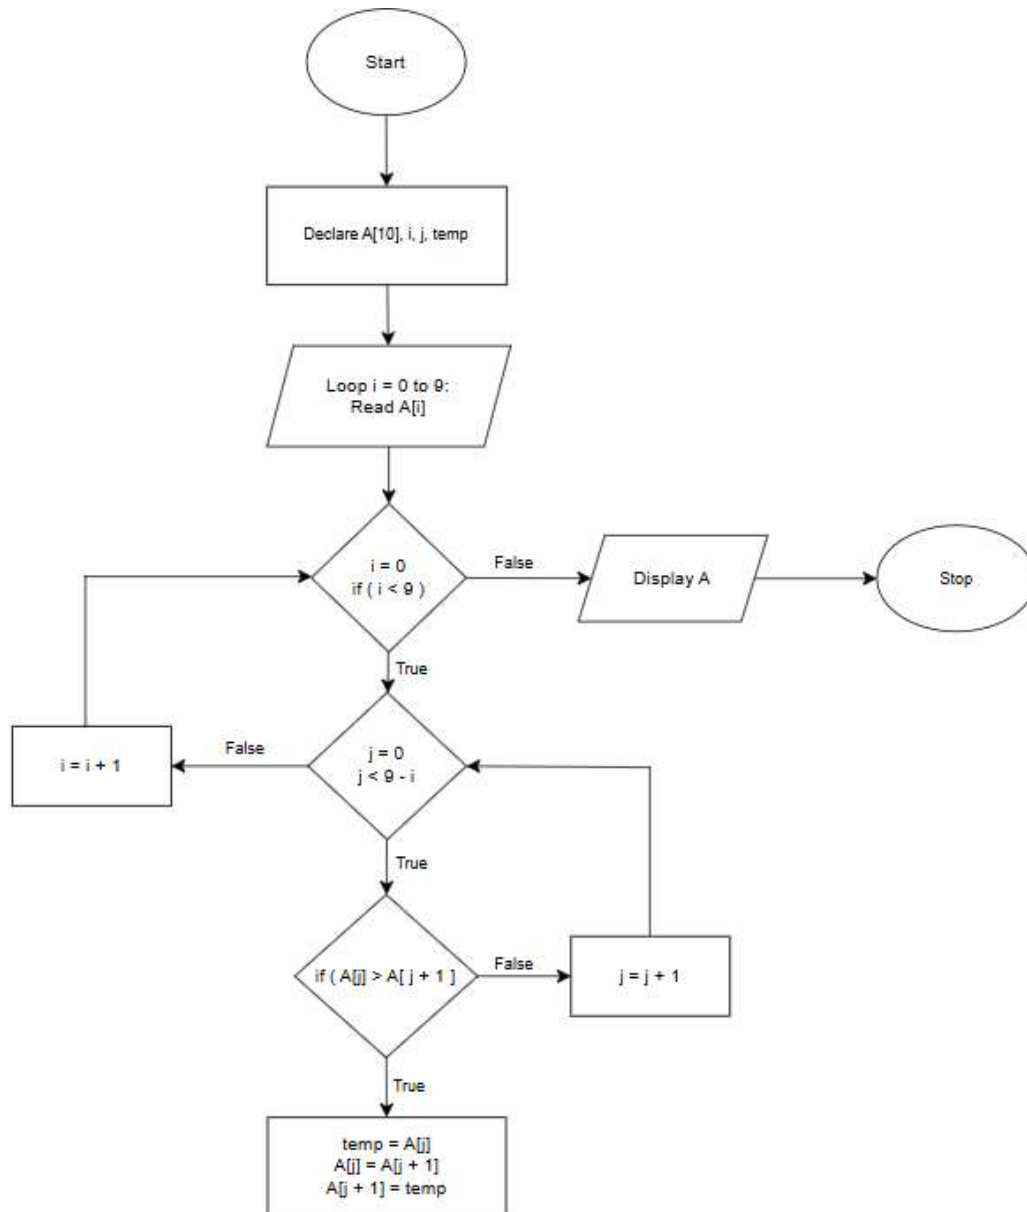 Start
Declare A[10], i, j, temp
Loop i = 0 to 9:
Read A[i]
i = 0
if ( i < 9 )
False
Display A
Stop
True
i = i + 1
False
j = 0
j < 9 - i
True
if ( A[j] > A[ j + 1 ]
False
j = j + 1
True
temp = A[j]
A[j] = A[j + 1]
A[j + 1] = temp